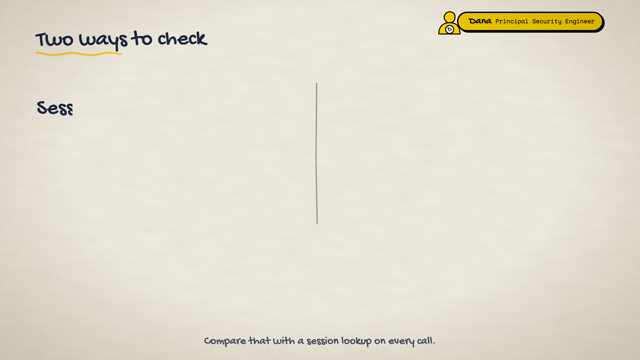 Two ways to check
Dana Principal Security Engineer
Sess
Compare that with a session lookup on every call.